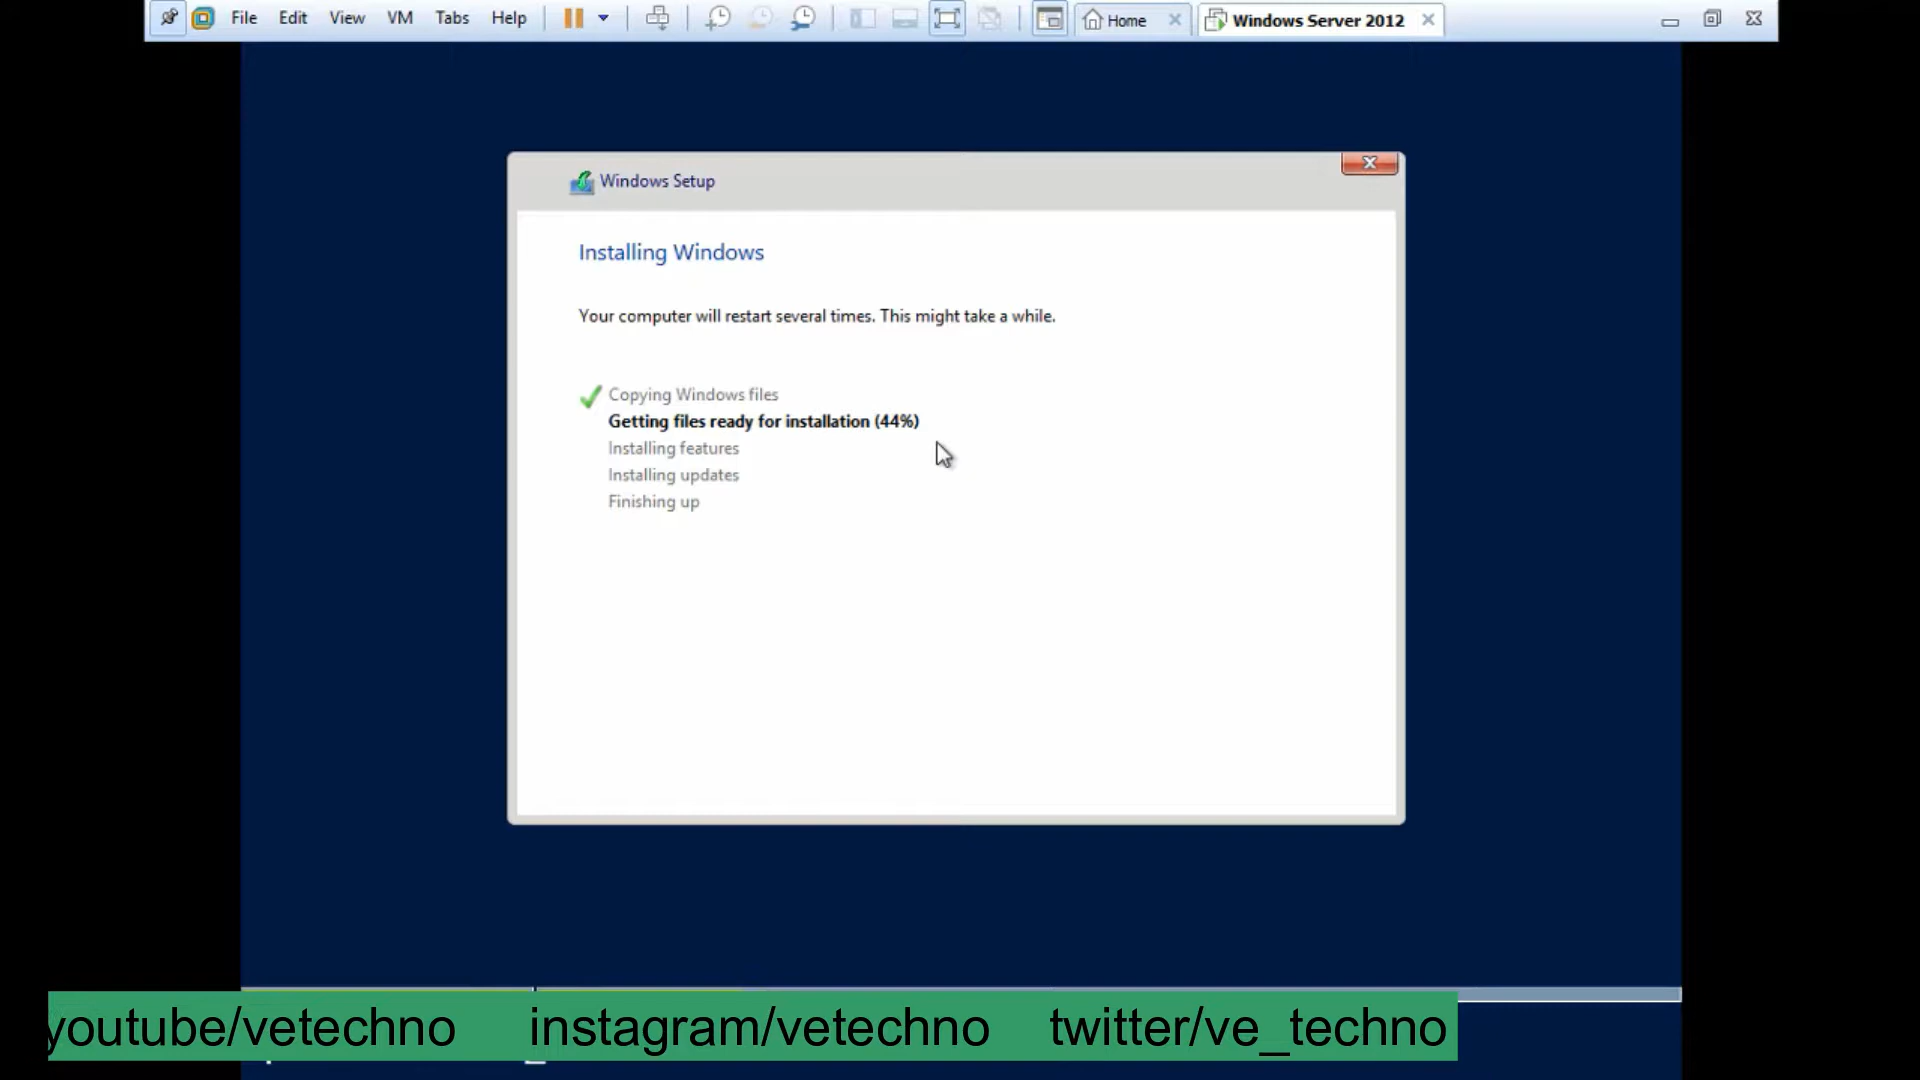 File Edit View VM Tabs Help Home Windows Server 2012
Windows Setup
Installing Windows
Your computer will restart several times. This might take a while.
Copying Windows files
Getting files ready for installation (44%)
Installing features
Installing updates
Finishing up
youtube/vetechno instagram/vetechno twitter/ve_techno